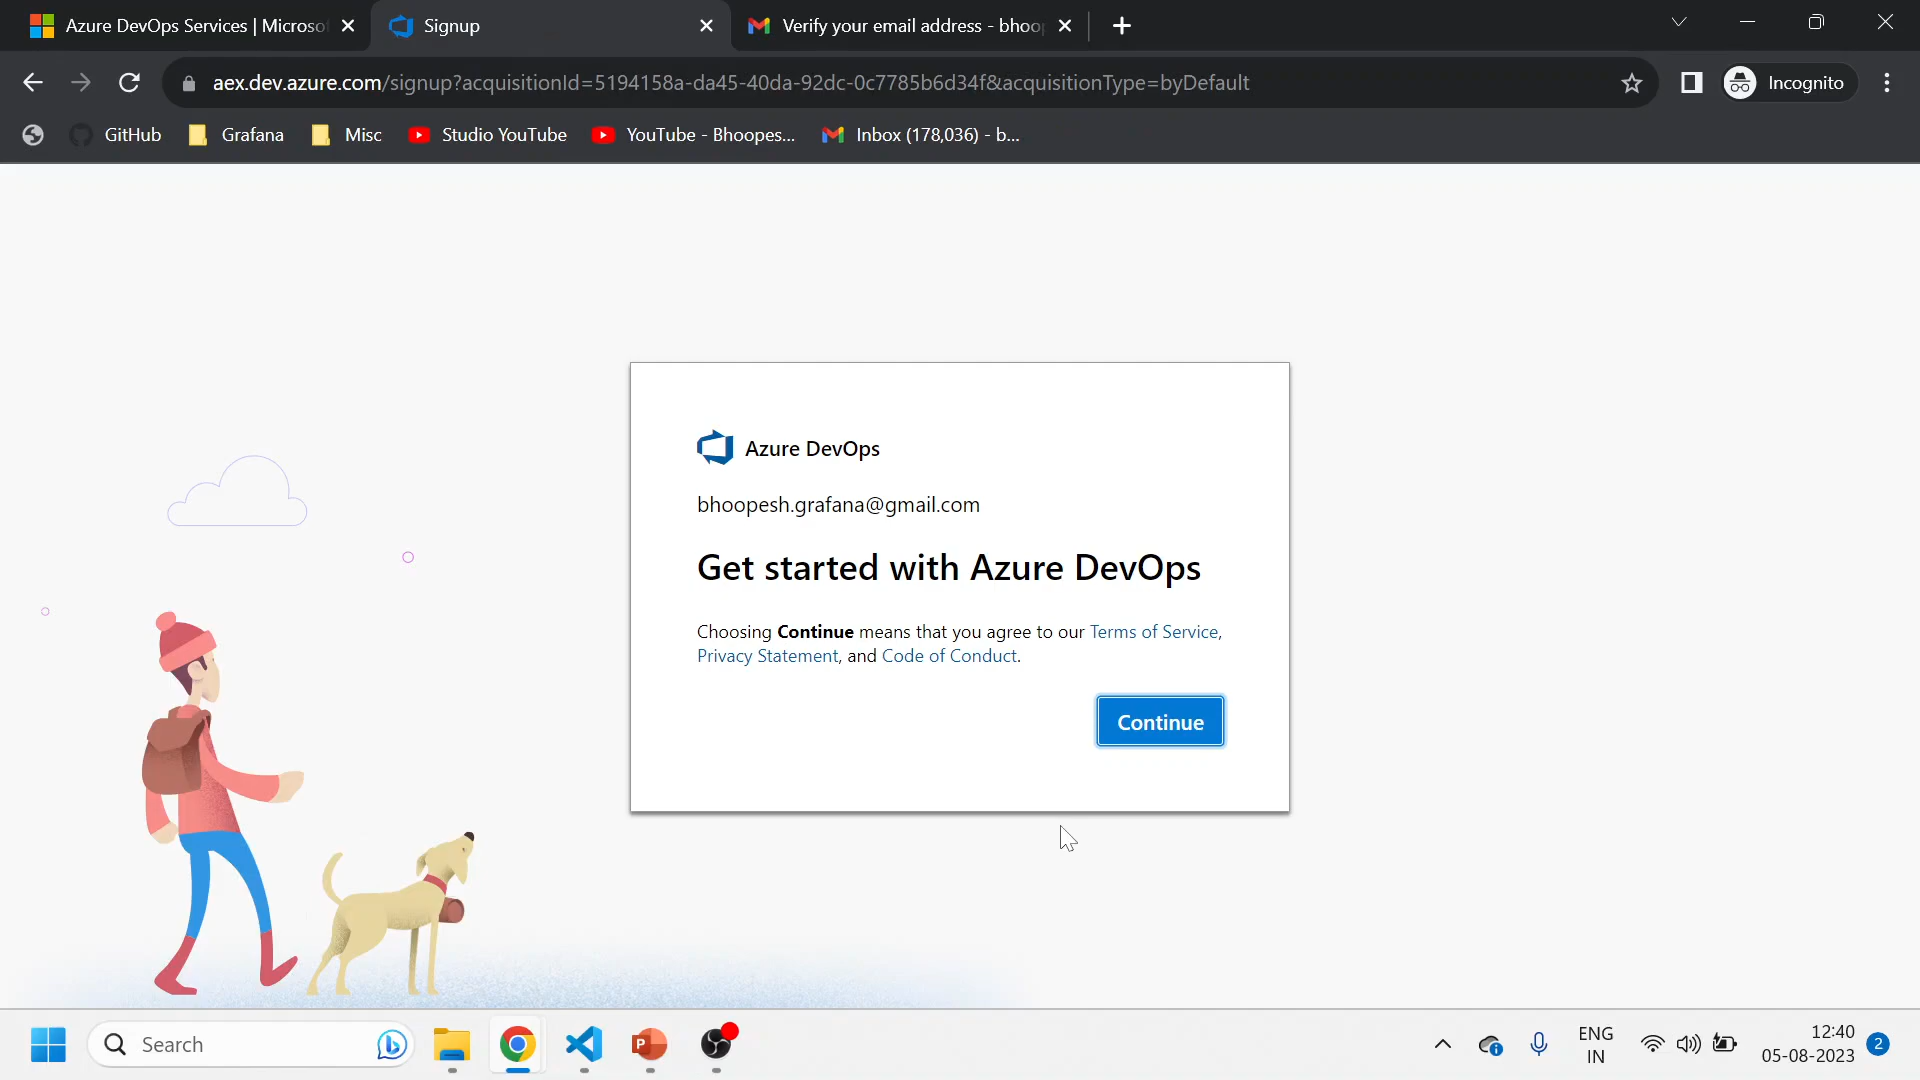 Azure DevOps Services | Microso
Signup
Verify your email address - bhoop
aex.dev.azure.com/signup?acquisitionId=5194158a-da45-40da-92dc-0c7785b6d34f&acquisitionType=byDefault
Incognito
GitHub
Grafana
Misc
Studio YouTube
YouTube - Bhoopes...
Inbox (178,036) - b...
Azure DevOps
bhoopesh.grafana@gmail.com
Get started with Azure DevOps
Choosing Continue means that you agree to our Terms of Service,
Privacy Statement, and Code of Conduct.
Continue
Search
ENG
IN
12:40
05-08-2023
2